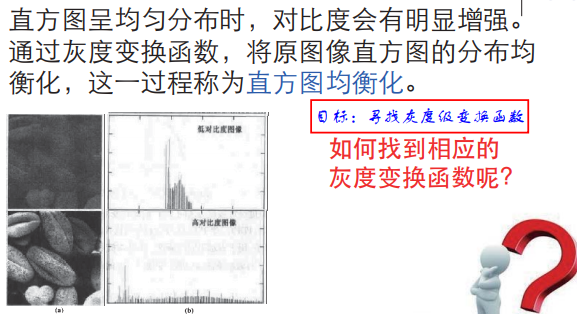 直方图呈均匀分布时，对比度会有明显增强。
通过灰度变换函数，将原图像直方图的分布均
衡化，这一过程称为直方图均衡化。
目标：寻找灰度级变换函数
如何找到相应的
灰度变换函数呢？
低对比度图像
高对比度图像
(a)
(b)